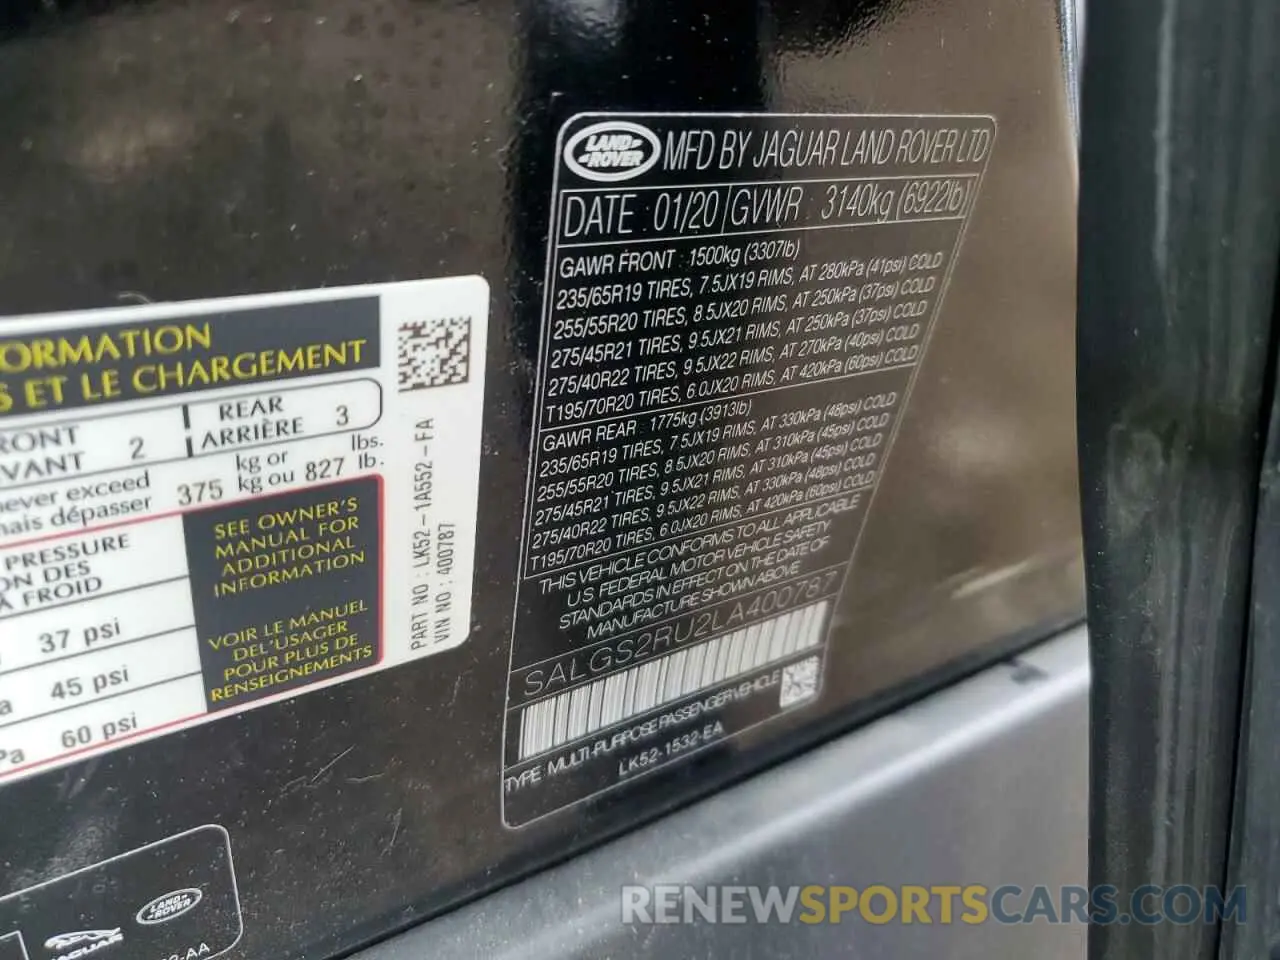 ORMATION
S ET LE CHARGEMENT
RONT
VANT 2
REAR
ARRIÈRE 3
never exceed
mais dépasser 375 kg or
kg ou 827 lbs.
lb.
PRESSURE
ON DES
À FROID
37 psi
a 45 psi
Pa 60 psi
SEE OWNER'S
MANUAL FOR
ADDITIONAL
INFORMATION
VOIR LE MANUEL
DEL'USAGER
POUR PLUS DE
RENSEIGNEMENTS
PART NO : LK52-1A552-FA
VIN NO : 400787
LAND
ROVER
MFD BY JAGUAR LAND ROVER LTD
DATE : 01/20 GVWR : 3140kg (6922lb)
GAWR FRONT : 1500kg (3307lb)
235/65R19 TIRES, 7.5JX19 RIMS, AT 280kPa (41psi) COLD
255/55R20 TIRES, 8.5JX20 RIMS, AT 250kPa (37psi) COLD
275/45R21 TIRES, 9.5JX21 RIMS, AT 250kPa (37psi) COLD
275/40R22 TIRES, 9.5JX22 RIMS, AT 270kPa (40psi) COLD
T195/70R20 TIRES, 6.0JX20 RIMS, AT 420kPa (60psi) COLD
GAWR REAR : 1775kg (3913lb)
235/65R19 TIRES, 7.5JX19 RIMS, AT 330kPa (48psi) COLD
255/55R20 TIRES, 8.5JX20 RIMS, AT 310kPa (45psi) COLD
275/45R21 TIRES, 9.5JX21 RIMS, AT 310kPa (45psi) COLD
275/40R22 TIRES, 9.5JX22 RIMS, AT 330kPa (48psi) COLD
T195/70R20 TIRES, 6.0JX20 RIMS, AT 420kPa (60psi) COLD
THIS VEHICLE CONFORMS TO ALL APPLICABLE
U.S. FEDERAL MOTOR VEHICLE SAFETY
STANDARDS IN EFFECT ON THE DATE OF
MANUFACTURE SHOWN ABOVE
SALGS2RU2LA400787
TYPE : MULTI-PURPOSE PASSENGER VEHICLE
LK52-1532-EA
LAND
ROVER
JAGUAR
-AA
RENEWSPORTSCARS.COM